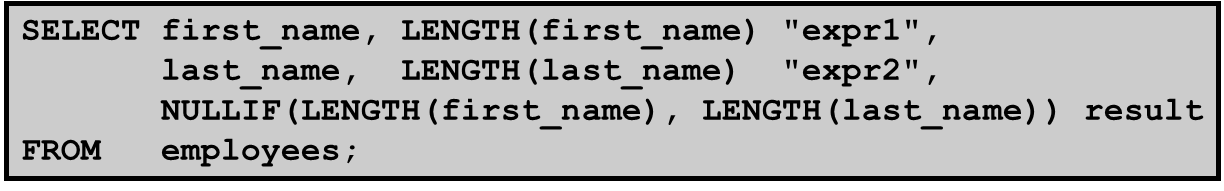 SELECT first_name, LENGTH(first_name) "expr1",
       last_name,  LENGTH(last_name)  "expr2",
       NULLIF(LENGTH(first_name), LENGTH(last_name)) result
FROM   employees;